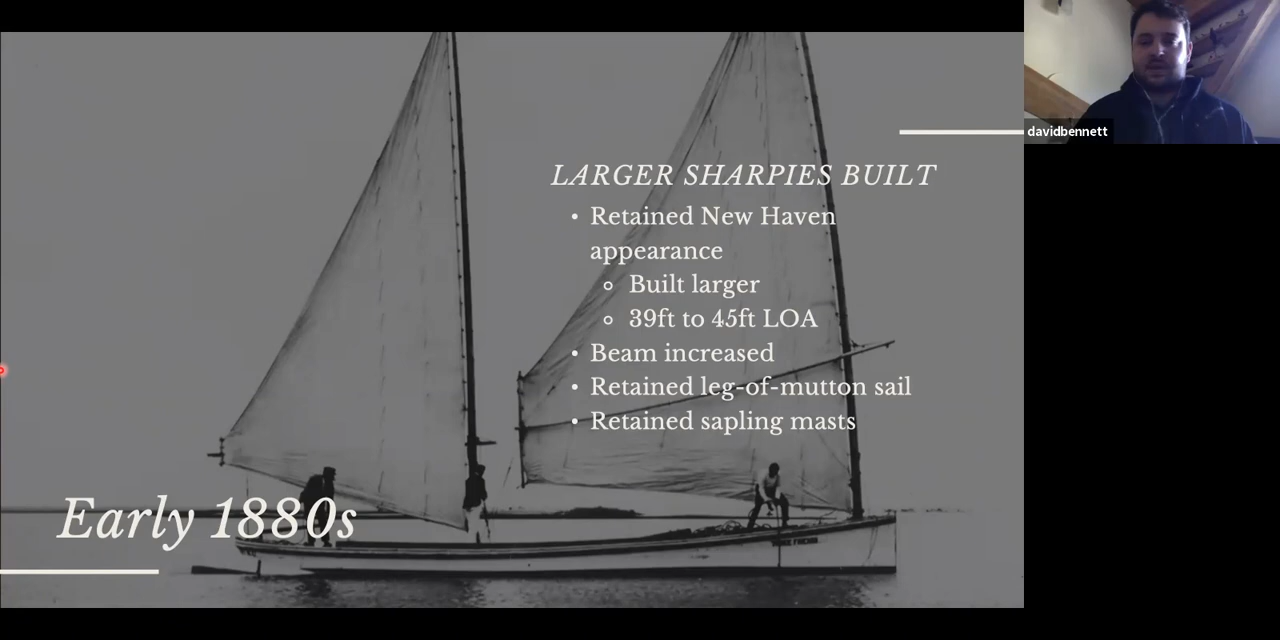 davidbennett
LARGER SHARPIES BUILT
• Retained New Haven
appearance
Built larger
39ft to 45ft LOA
• Beam increased
• Retained leg-of-mutton sail
• Retained sapling masts
Early 1880s